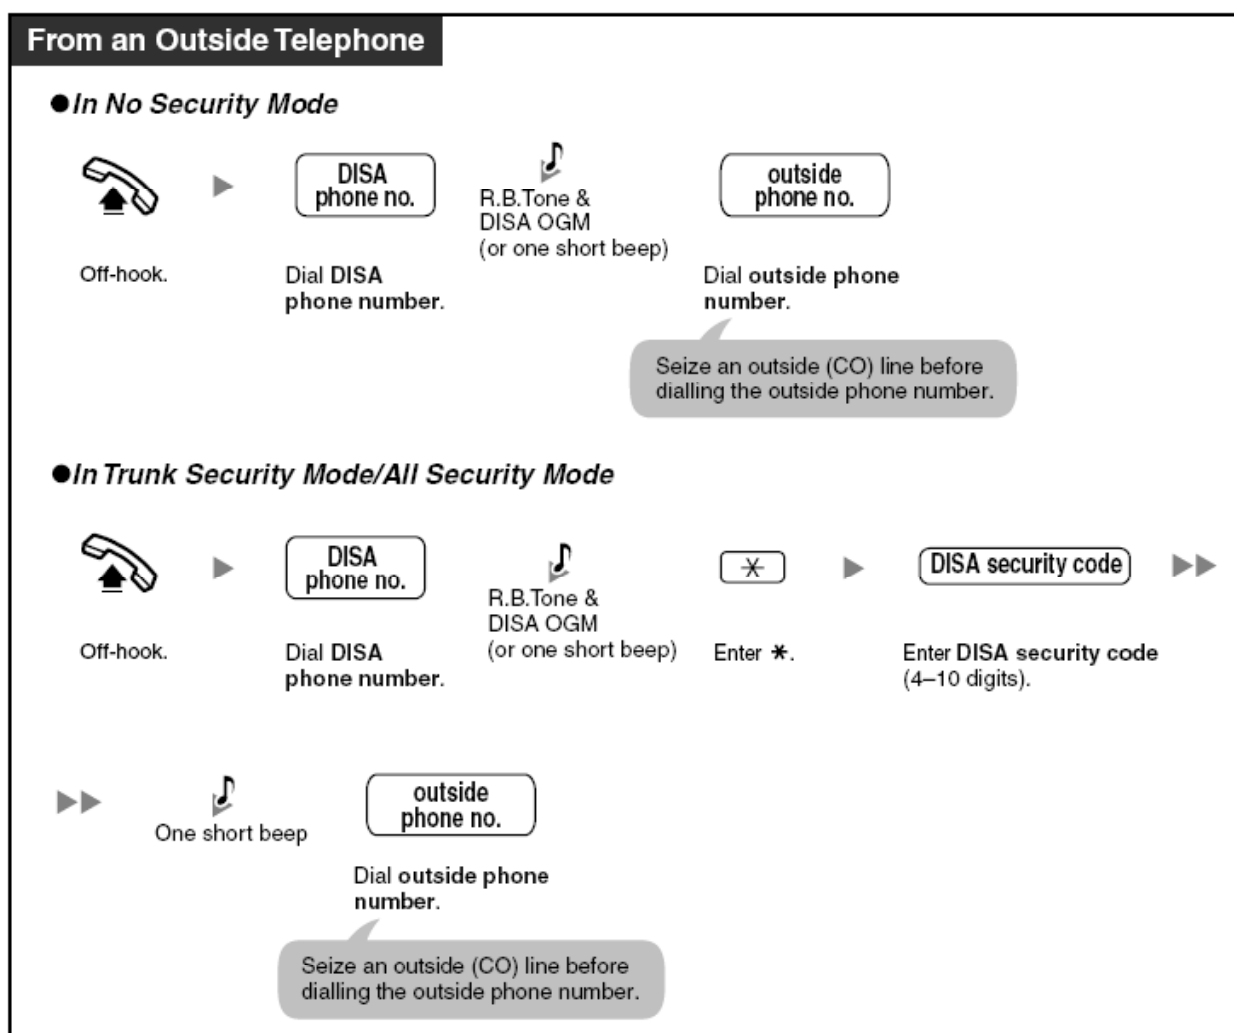 From an Outside Telephone
●In No Security Mode
DISA
phone no.
R.B.Tone &
DISA OGM
(or one short beep)
outside
phone no.
Off-hook.
Dial DISA
phone number.
Dial outside phone
number.
Seize an outside (CO) line before
dialling the outside phone number.
●In Trunk Security Mode/All Security Mode
DISA
phone no.
R.B.Tone &
DISA OGM
(or one short beep)
*
DISA security code
Off-hook.
Dial DISA
phone number.
Enter *.
Enter DISA security code
(4–10 digits).
One short beep
outside
phone no.
Dial outside phone
number.
Seize an outside (CO) line before
dialling the outside phone number.